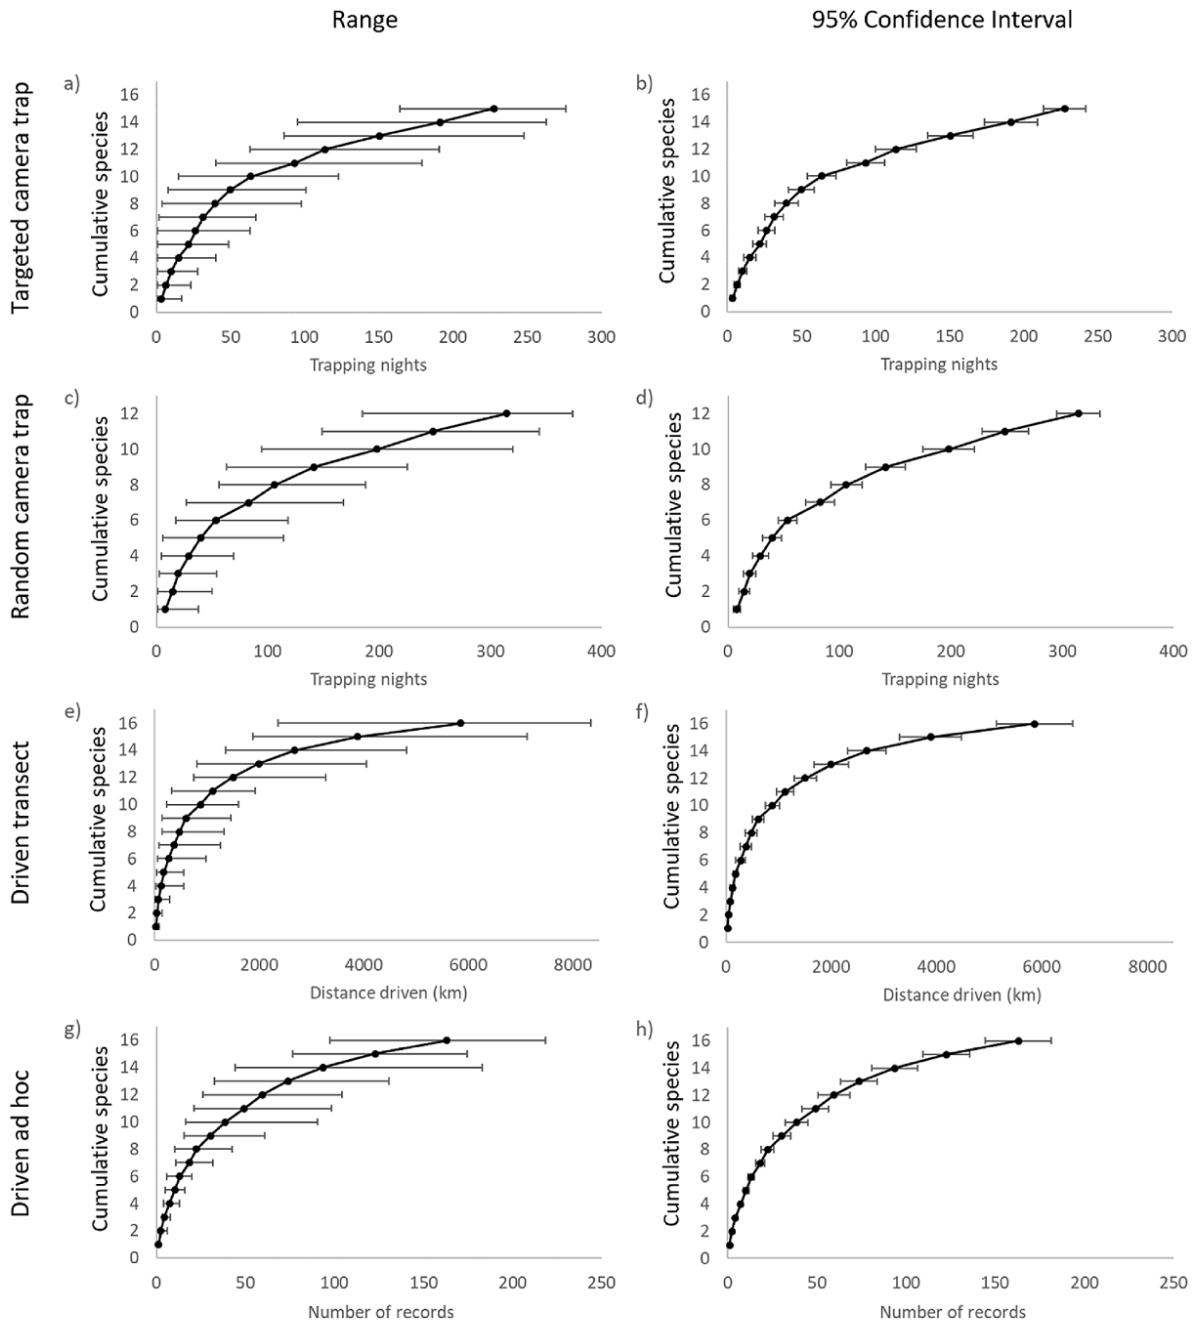 Range
95% Confidence Interval
Targeted camera trap
a)
Cumulative species
16
14
12
10
8
6
4
2
0
0 50 100 150 200 250 300
Trapping nights
b)
Cumulative species
16
14
12
10
8
6
4
2
0
0 50 100 150 200 250 300
Trapping nights
Random camera trap
c)
Cumulative species
12
10
8
6
4
2
0
0 100 200 300 400
Trapping nights
d)
Cumulative species
12
10
8
6
4
2
0
0 100 200 300 400
Trapping nights
Driven transect
e)
Cumulative species
16
14
12
10
8
6
4
2
0
0 2000 4000 6000 8000
Distance driven (km)
f)
Cumulative species
16
14
12
10
8
6
4
2
0
0 2000 4000 6000 8000
Distance driven (km)
Driven ad hoc
g)
Cumulative species
16
14
12
10
8
6
4
2
0
0 50 100 150 200 250
Number of records
h)
Cumulative species
16
14
12
10
8
6
4
2
0
0 50 100 150 200 250
Number of records